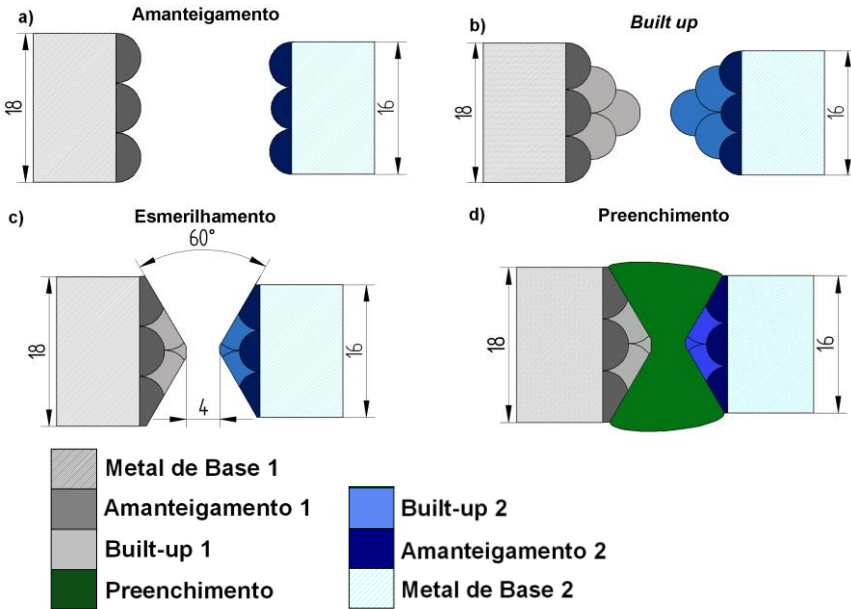 a) Amanteigamento
18
16
b) Built up
18
16
c) Esmerilhamento
60°
18
4
16
d) Preenchimento
18
16
Metal de Base 1
Amanteigamento 1
Built-up 1
Preenchimento
Built-up 2
Amanteigamento 2
Metal de Base 2